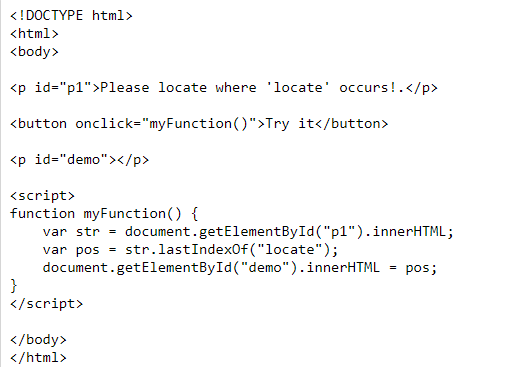 <!DOCTYPE html>
<html>
<body>
<p id="p1">Please locate where 'locate' occurs!.</p>
<button onclick="myFunction()">Try it</button>
<p id="demo"></p>
<script>
function myFunction() {
    var str = document.getElementById("p1").innerHTML;
    var pos = str.lastIndexOf("locate");
    document.getElementById("demo").innerHTML = pos;
}
</script>
</body>
</html>